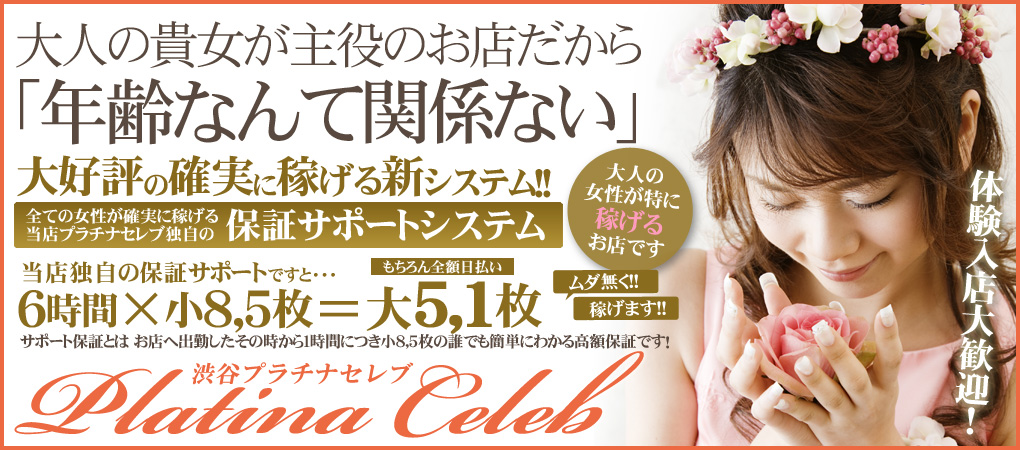 大人の貴女が主役のお店だから
「年齢なんて関係ない」
大好評の確実に稼げる新システム!!
全ての女性が確実に稼げる
当店プラチナセレブ独自の
保証サポートシステム
大人の
女性が特に
稼げる
お店です
当店独自の保証サポートですと…
もちろん全額日払い
6時間×小8,5枚＝大5,1枚
ムダ無く!!
稼げます!!
サポート保証とは お店へ出勤したその時から1時間につき小8,5枚の誰でも簡単にわかる高額保証です!
渋谷プラチナセレブ
Platina Celeb
体験入店大歓迎！